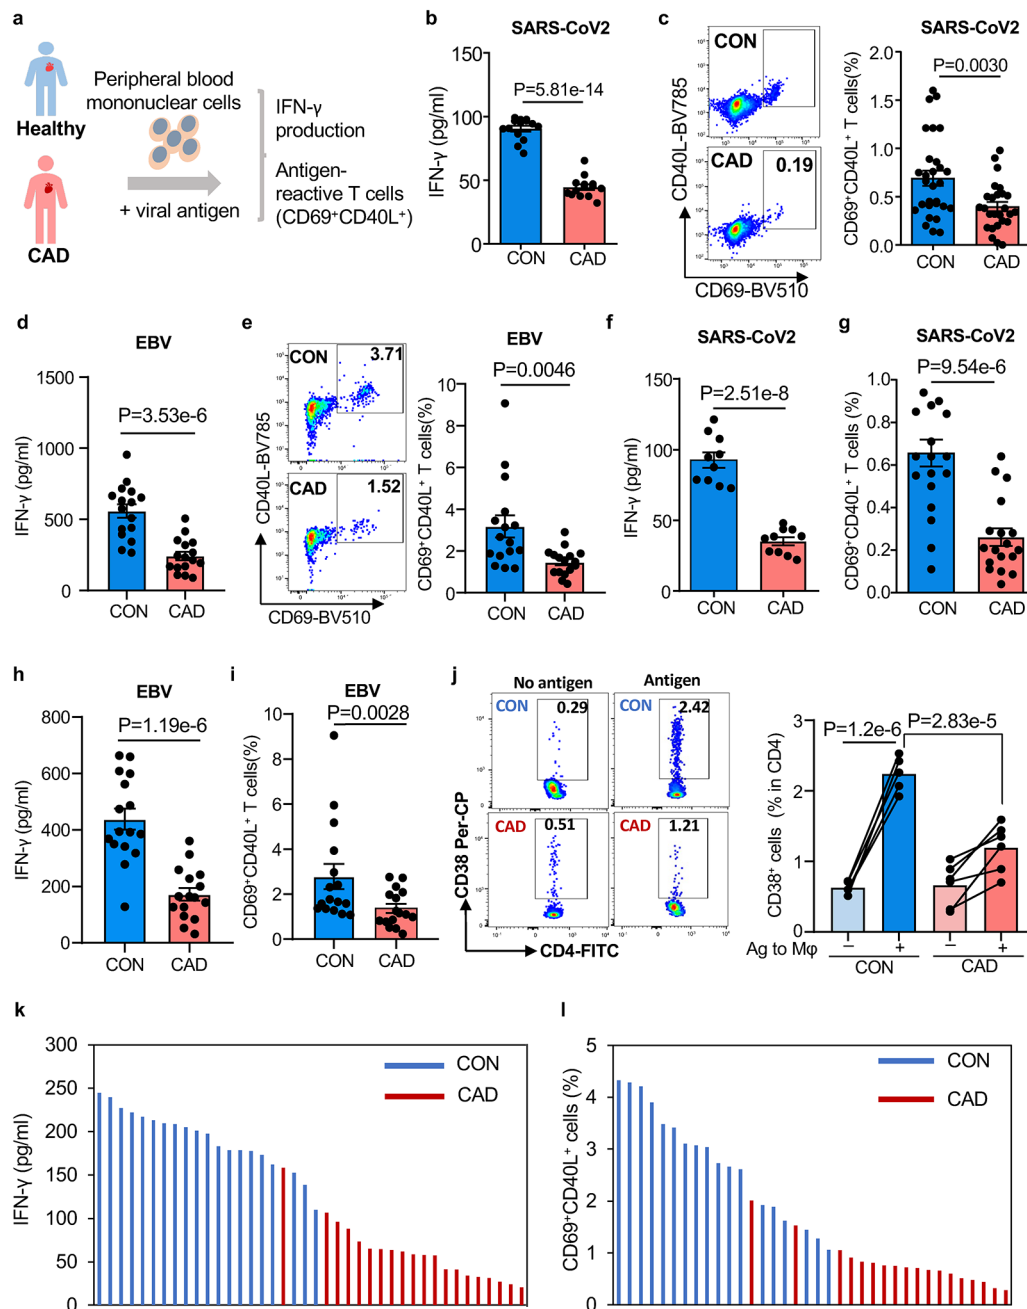 a
Healthy
CAD
Peripheral blood
mononuclear cells
+ viral antigen
IFN-γ
production
Antigen-
reactive T cells
(CD69⁺CD40L⁺)
b
SARS-CoV2
P=5.81e-14
IFN-γ (pg/ml)
150
100
50
0
CON
CAD
c
SARS-CoV2
CON
CAD
0.19
CD40L-BV785
CD69-BV510
CD69⁺CD40L⁺ T cells(%)
P=0.0030
2.0
1.5
1.0
0.5
0.0
CON
CAD
d
EBV
P=3.53e-6
IFN-γ (pg/ml)
1500
1000
500
0
CON
CAD
e
EBV
CON
3.71
CAD
1.52
CD40L-BV785
CD69-BV510
CD69⁺CD40L⁺ T cells(%)
P=0.0046
10
8
6
4
2
0
CON
CAD
f
SARS-CoV2
P=2.51e-8
IFN-γ (pg/ml)
150
100
50
0
CON
CAD
g
SARS-CoV2
P=9.54e-6
CD69⁺CD40L⁺ T cells (%)
1.0
0.8
0.6
0.4
0.2
0.0
CON
CAD
h
EBV
P=1.19e-6
IFN-γ (pg/ml)
800
600
400
200
0
CON
CAD
i
EBV
P=0.0028
CD69⁺CD40L⁺ T cells(%)
10
8
6
4
2
0
CON
CAD
j
No antigen
Antigen
CON
0.29
CON
2.42
CAD
0.51
CAD
1.21
CD38 Per-CP
CD4-FITC
CD38⁺ cells (% in CD4)
P=1.2e-6
P=2.83e-5
3
2
1
0
Ag to Mφ
− + − +
CON
CAD
k
IFN-γ (pg/ml)
300
250
200
150
100
50
0
CON
CAD
l
CD69⁺CD40L⁺ cells (%)
5
4
3
2
1
0
CON
CAD